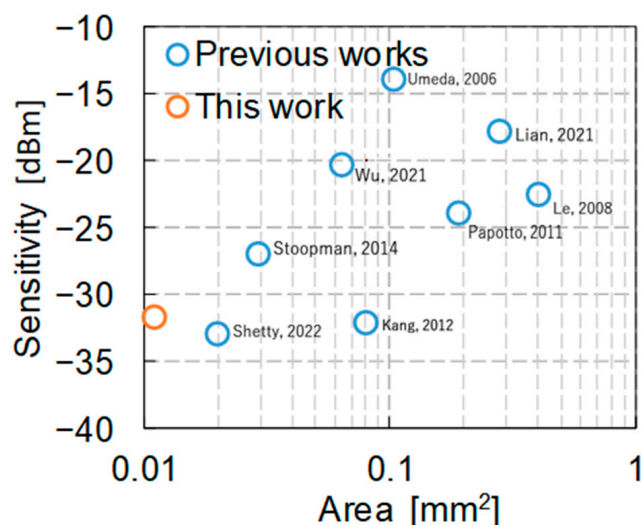 −10
Previous works
Umeda, 2006
−15
This work
Lian, 2021
−20
Wu, 2021
Le, 2008
Papotto, 2011
−25
Stoopman, 2014
−30
Shetty, 2022
Kang, 2012
−35
−40
0.01
0.1
1
Sensitivity [dBm]
Area [mm²]